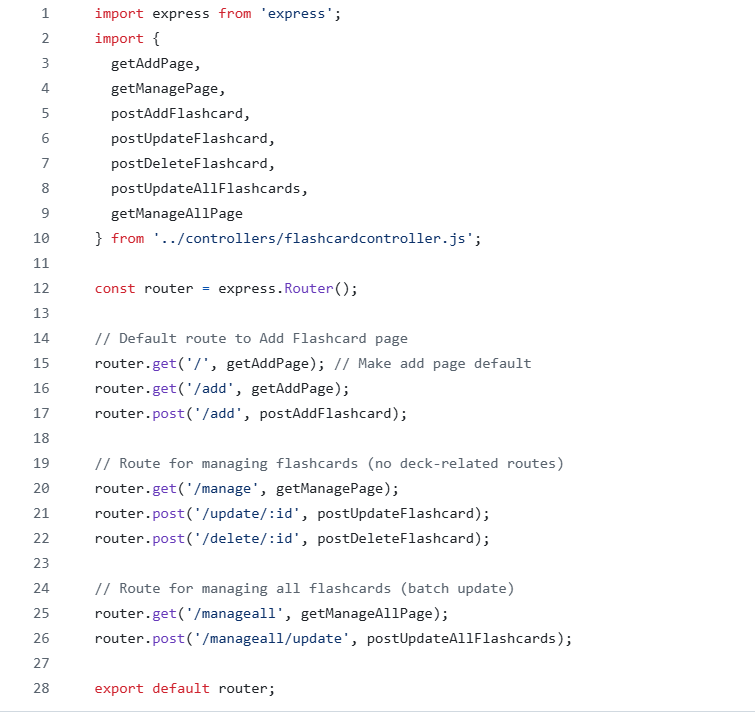 1 import express from 'express';
2 import {
3 getAddPage,
4 getManagePage,
5 postAddFlashcard,
6 postUpdateFlashcard,
7 postDeleteFlashcard,
8 postUpdateAllFlashcards,
9 getManageAllPage
10 } from '../controllers/flashcardcontroller.js';
11
12 const router = express.Router();
13
14 // Default route to Add Flashcard page
15 router.get('/', getAddPage); // Make add page default
16 router.get('/add', getAddPage);
17 router.post('/add', postAddFlashcard);
18
19 // Route for managing flashcards (no deck-related routes)
20 router.get('/manage', getManagePage);
21 router.post('/update/:id', postUpdateFlashcard);
22 router.post('/delete/:id', postDeleteFlashcard);
23
24 // Route for managing all flashcards (batch update)
25 router.get('/manageall', getManageAllPage);
26 router.post('/manageall/update', postUpdateAllFlashcards);
27
28 export default router;